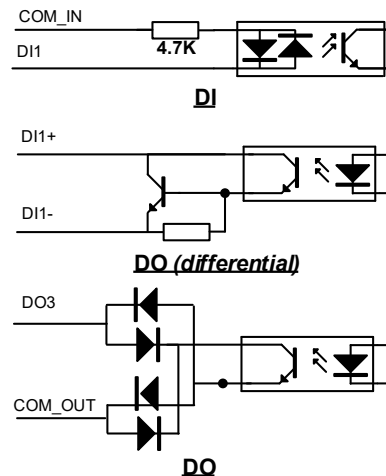 COM_IN
4.7K
DI1
DI
DI1+
DI1-
DO (differential)
DO3
COM_OUT
DO